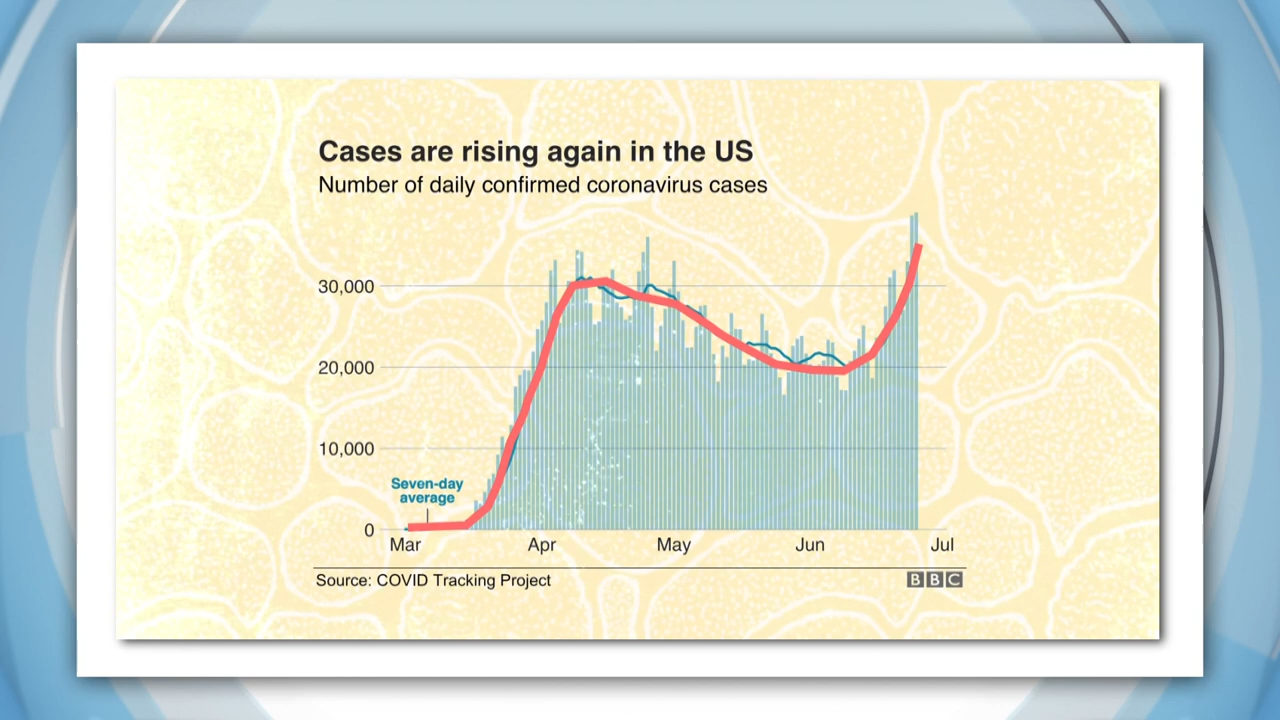 Cases are rising again in the US
Number of daily confirmed coronavirus cases
30,000
20,000
10,000
Seven-day
average
0
Mar Apr May Jun Jul
Source: COVID Tracking Project
BBC